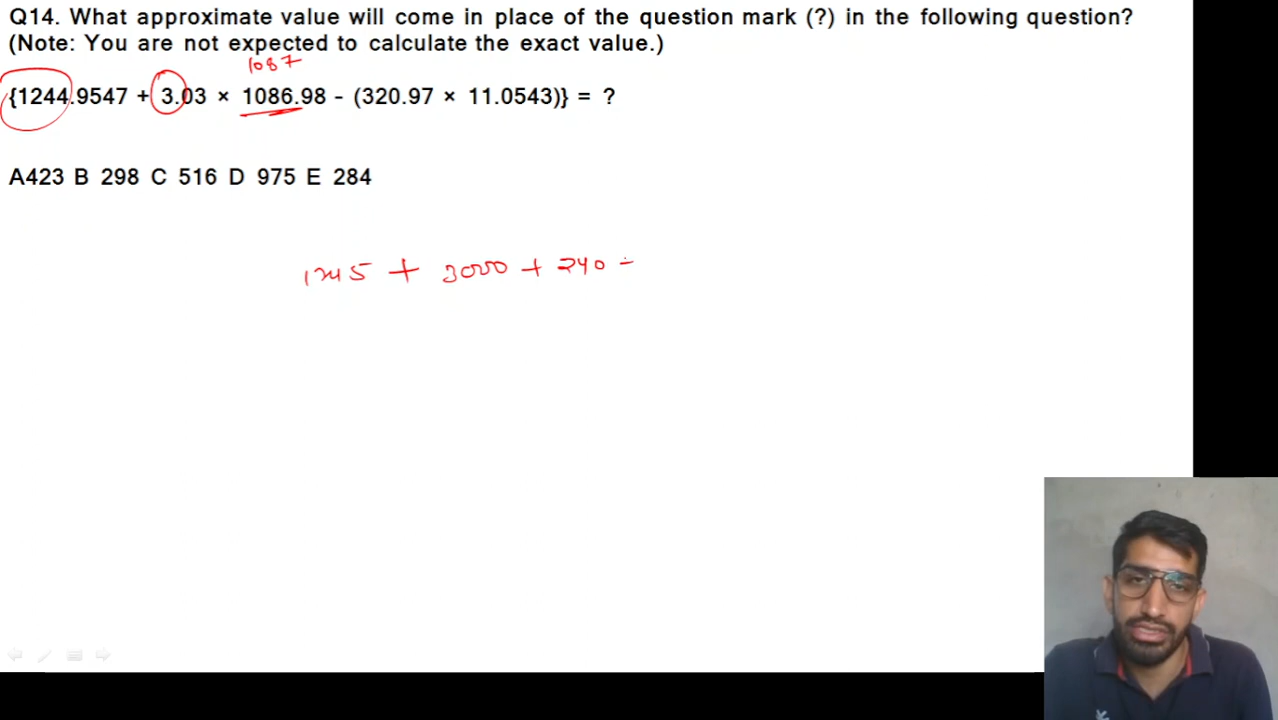 Q14. What approximate value will come in place of the question mark (?) in the following question?
(Note: You are not expected to calculate the exact value.)
1087
{1244.9547 + 3.03 × 1086.98 - (320.97 × 11.0543)} = ?
A423 B 298 C 516 D 975 E 284
1245 + 3000 + 240 -